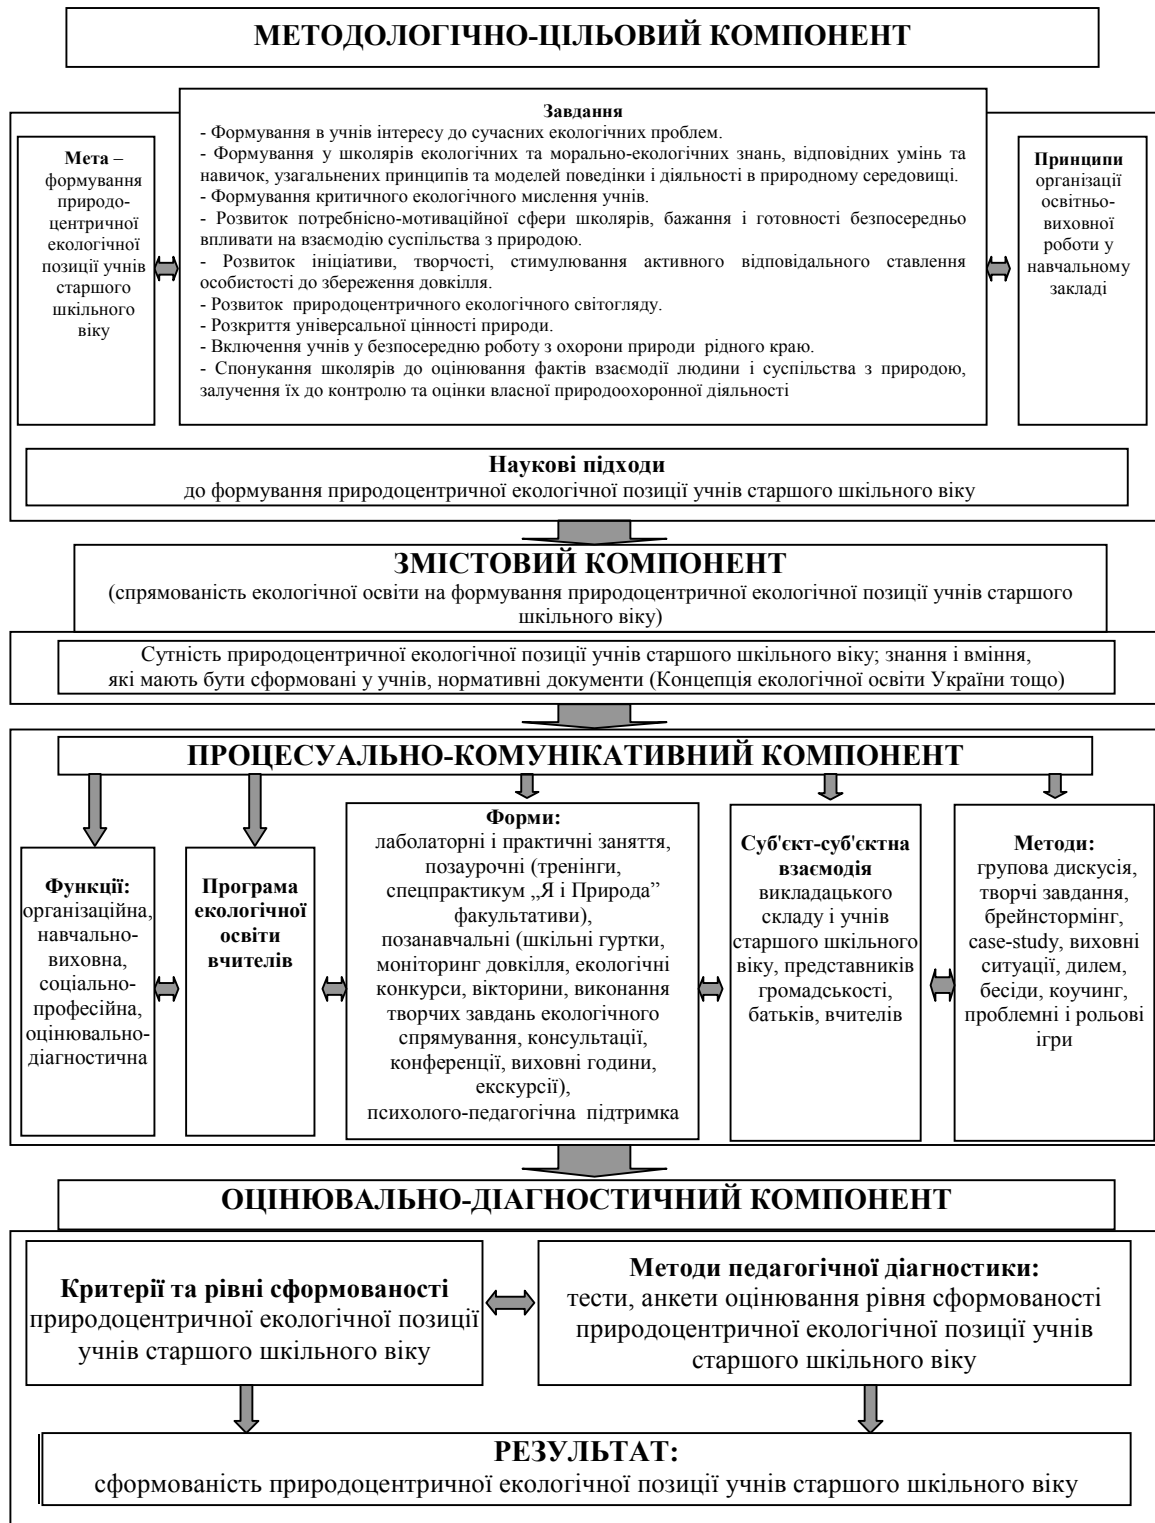 МЕТОДОЛОГІЧНО-ЦІЛЬОВИЙ КОМПОНЕНТ
Мета –
формування
природо-
центричної
екологічної
позиції учнів
старшого
шкільного
віку
Завдання
- Формування в учнів інтересу до сучасних екологічних проблем.
- Формування у школярів екологічних та морально-екологічних знань, відповідних умінь та
навичок, узагальнених принципів та моделей поведінки і діяльності в природному середовищі.
- Формування критичного екологічного мислення учнів.
- Розвиток потребнісно-мотиваційної сфери школярів, бажання і готовності безпосередньо
впливати на взаємодію суспільства з природою.
- Розвиток ініціативи, творчості, стимулювання активного відповідального ставлення
особистості до збереження довкілля.
- Розвиток природоцентричного екологічного світогляду.
- Розкриття універсальної цінності природи.
- Включення учнів у безпосередню роботу з охорони природи рідного краю.
- Спонукання школярів до оцінювання фактів взаємодії людини і суспільства з природою,
залучення їх до контролю та оцінки власної природоохоронної діяльності
Принципи
організації
освітньо-
виховної
роботи у
навчальному
закладі
Наукові підходи
до формування природоцентричної екологічної позиції учнів старшого шкільного віку
ЗМІСТОВИЙ КОМПОНЕНТ
(спрямованість екологічної освіти на формування природоцентричної екологічної позиції учнів старшого
шкільного віку)
Сутність природоцентричної екологічної позиції учнів старшого шкільного віку; знання і вміння,
які мають бути сформовані у учнів, нормативні документи (Концепція екологічної освіти України тощо)
ПРОЦЕСУАЛЬНО-КОМУНІКАТИВНИЙ КОМПОНЕНТ
Функції:
організаційна,
навчально-
виховна,
соціально-
професійна,
оцінювально-
діагностична
Програма
екологічної
освіти
вчителів
Форми:
лаболаторні і практичні заняття,
позаурочні (тренінги,
спецпрактикум „Я і Природа”
факультативи),
позанавчальні (шкільні гуртки,
моніторинг довкілля, екологічні
конкурси, вікторини, виконання
творчих завдань екологічного
спрямування, консультації,
конференції, виховні години,
екскурсії),
психолого-педагогічна підтримка
Суб'єкт-суб'єктна
взаємодія
викладацького
складу і учнів
старшого шкільного
віку, представників
громадськості,
батьків, вчителів
Методи:
групова дискусія,
творчі завдання,
брейнстормінг,
case-study, виховні
ситуації, дилем,
бесіди, коучинг,
проблемні і рольові
ігри
ОЦІНЮВАЛЬНО-ДІАГНОСТИЧНИЙ КОМПОНЕНТ
Критерії та рівні сформованості
природоцентричної екологічної позиції
учнів старшого шкільного віку
Методи педагогічної діагностики:
тести, анкети оцінювання рівня сформованості
природоцентричної екологічної позиції учнів
старшого шкільного віку
РЕЗУЛЬТАТ:
сформованість природоцентричної екологічної позиції учнів старшого шкільного віку